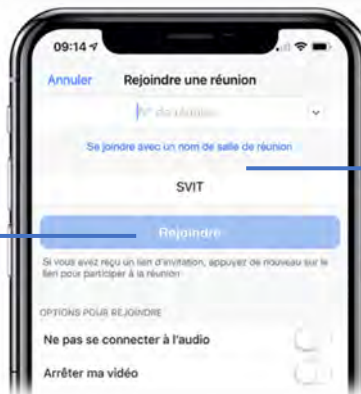 09:14
Annuler Rejoindre une réunion
N° de réunion
Se joindre avec un nom de salle de réunion
SVIT
Rejoindre
Si vous avez reçu un lien d'invitation, appuyez de nouveau sur le
lien pour participer à la réunion
OPTIONS POUR REJOINDRE
Ne pas se connecter à l'audio
Arrêter ma vidéo